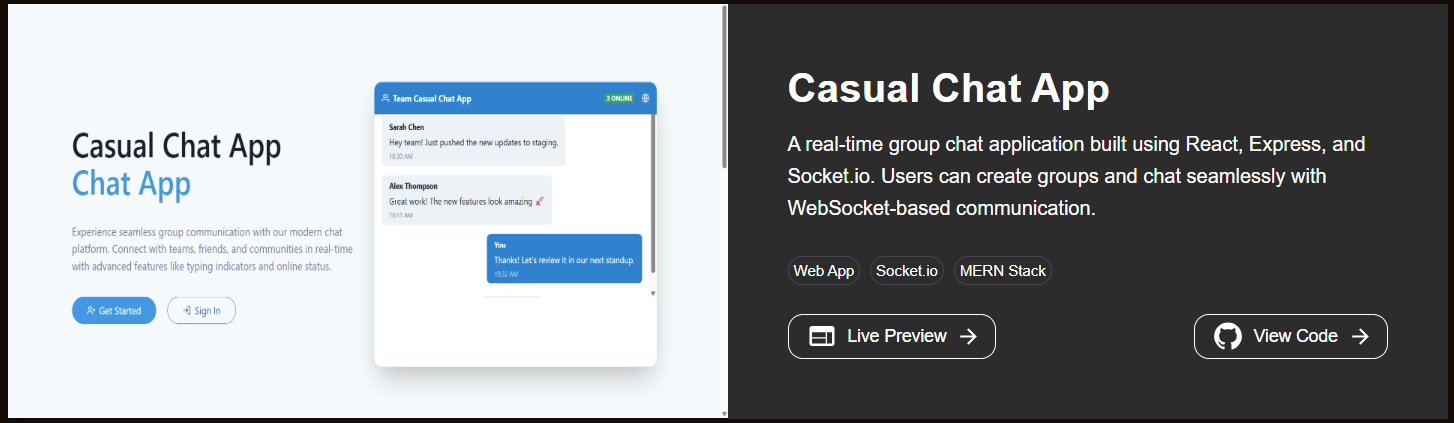 Casual Chat App
Chat App
Experience seamless group communication with our modern chat
platform. Connect with teams, friends, and communities in real-time
with advanced features like typing indicators and online status.
Get Started
Sign In
Team Casual Chat App
3 ONLINE
Sarah Chen
Hey team! Just pushed the new updates to staging.
10:30 AM
Alex Thompson
Great work! The new features look amazing 🚀
10:31 AM
You
Thanks! Let's review it in our next standup.
10:32 AM
Casual Chat App
A real-time group chat application built using React, Express, and
Socket.io. Users can create groups and chat seamlessly with
WebSocket-based communication.
Web App
Socket.io
MERN Stack
Live Preview
View Code